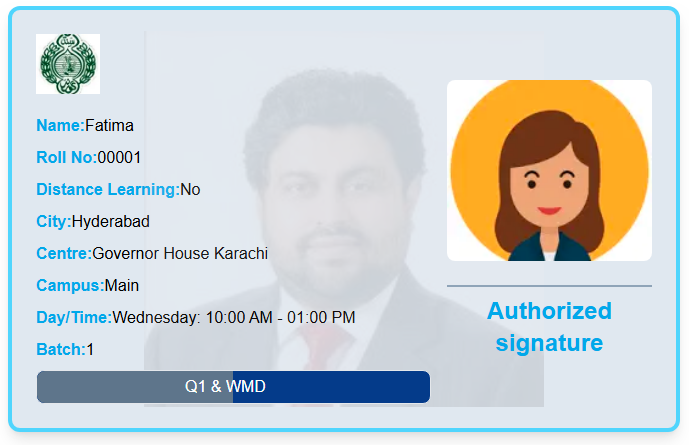 Name:Fatima
Roll No:00001
Distance Learning:No
City:Hyderabad
Centre:Governor House Karachi
Campus:Main
Day/Time:Wednesday: 10:00 AM - 01:00 PM
Batch:1
Q1 & WMD
Authorized
signature